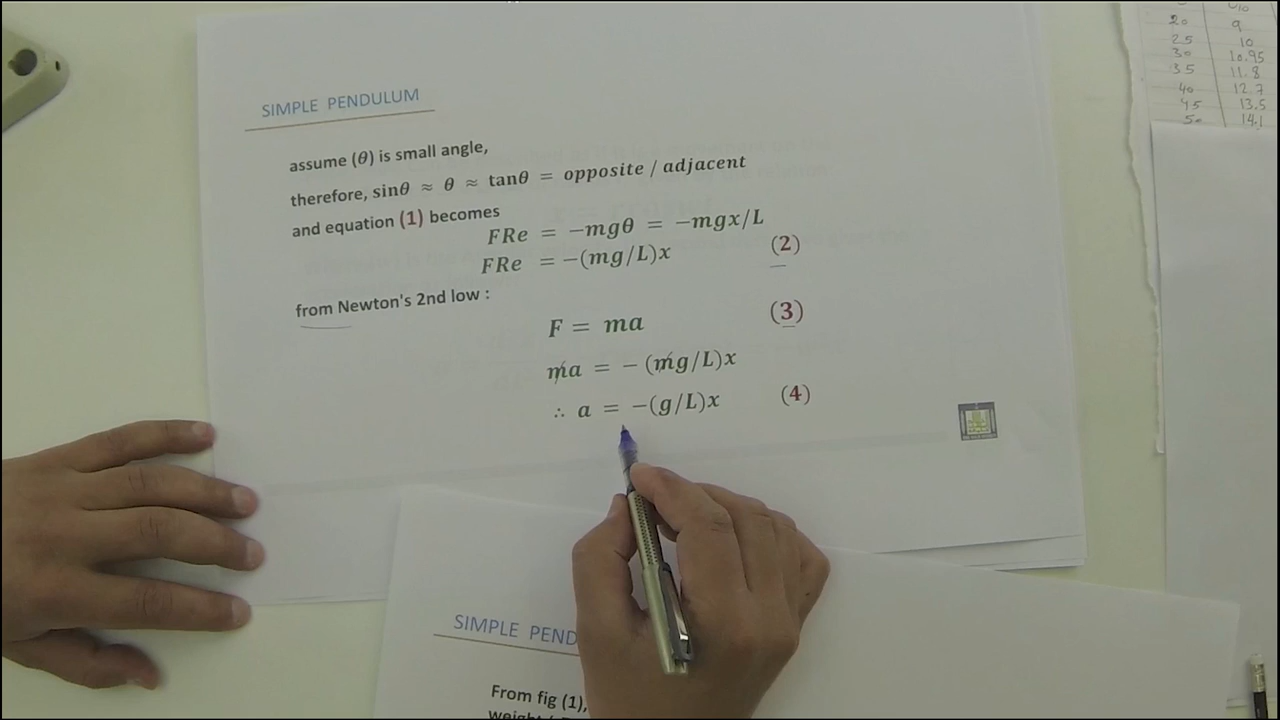 SIMPLE PENDULUM
assume (θ) is small angle,
therefore, sinθ ≈ θ ≈ tanθ = opposite / adjacent
and equation (1) becomes
FRe = −mgθ = −mgx/L
FRe = −(mg/L)x (2)
from Newton's 2nd low :
F = ma (3)
ma = − (mg/L)x
∴ a = −(g/L)x (4)
SIMPLE PEND
From fig (1),
20 9
25 10
30 10.95
35 11.8
40 12.7
45 13.5
50 14.1